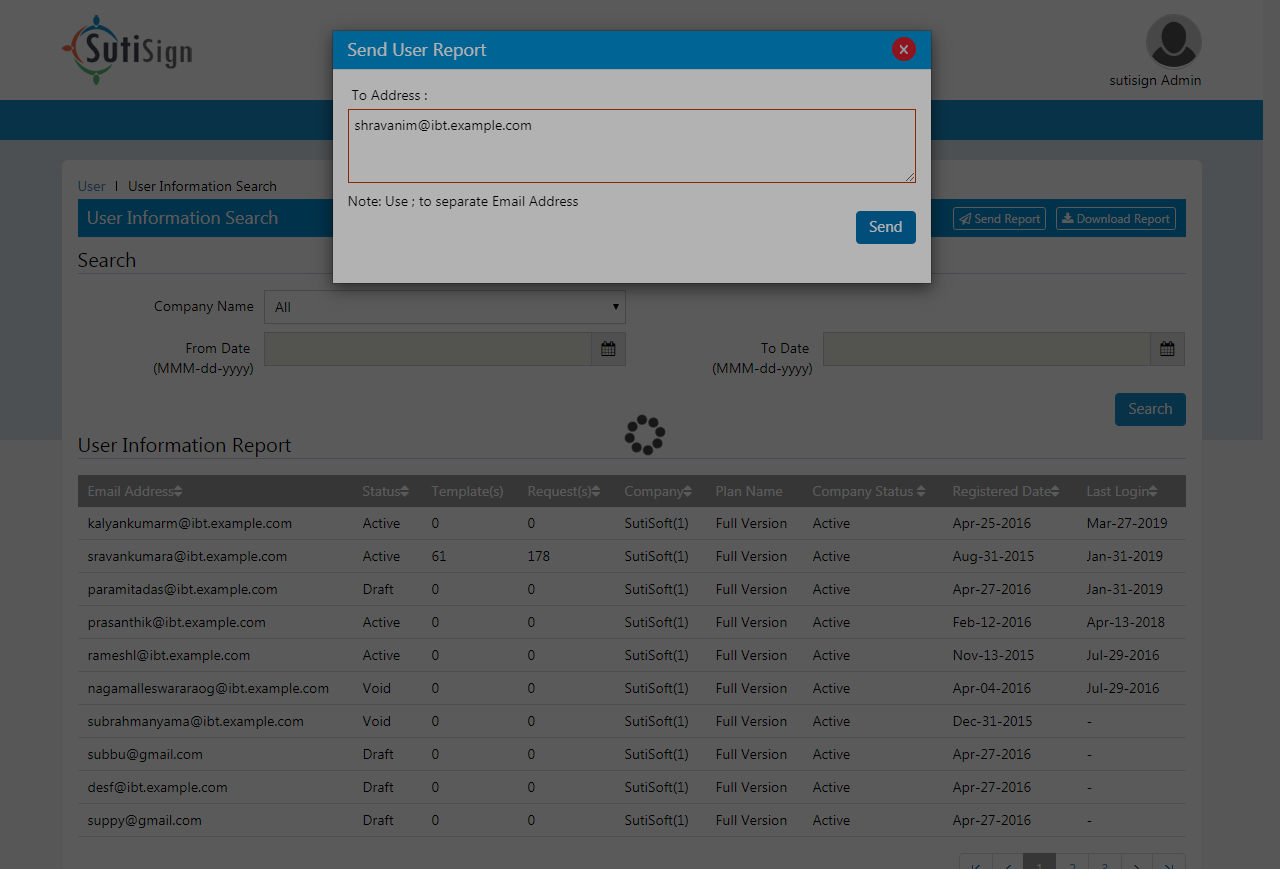 SutiSign
Send User Report
sutisign Admin
To Address :
shravanim@ibt.example.com
Note: Use ; to separate Email Address
Send
User | User Information Search
User Information Search
Send Report Download Report
Search
Company Name All
From Date
(MMM-dd-yyyy)
To Date
(MMM-dd-yyyy)
Search
User Information Report
Email Address Status Template(s) Request(s) Company Plan Name Company Status Registered Date Last Login
kalyankumarm@ibt.example.com Active 0 0 SutiSoft(1) Full Version Active Apr-25-2016 Mar-27-2019
sravankumara@ibt.example.com Active 61 178 SutiSoft(1) Full Version Active Aug-31-2015 Jan-31-2019
paramitadas@ibt.example.com Draft 0 0 SutiSoft(1) Full Version Active Apr-27-2016 Jan-31-2019
prasanthik@ibt.example.com Active 0 0 SutiSoft(1) Full Version Active Feb-12-2016 Apr-13-2018
rameshl@ibt.example.com Active 0 0 SutiSoft(1) Full Version Active Nov-13-2015 Jul-29-2016
nagamalleswararaog@ibt.example.com Void 0 0 SutiSoft(1) Full Version Active Apr-04-2016 Jul-29-2016
subrahmanyama@ibt.example.com Void 0 0 SutiSoft(1) Full Version Active Dec-31-2015 -
subbu@gmail.com Draft 0 0 SutiSoft(1) Full Version Active Apr-27-2016 -
desf@ibt.example.com Draft 0 0 SutiSoft(1) Full Version Active Apr-27-2016 -
suppy@gmail.com Draft 0 0 SutiSoft(1) Full Version Active Apr-27-2016 -
1 2 3